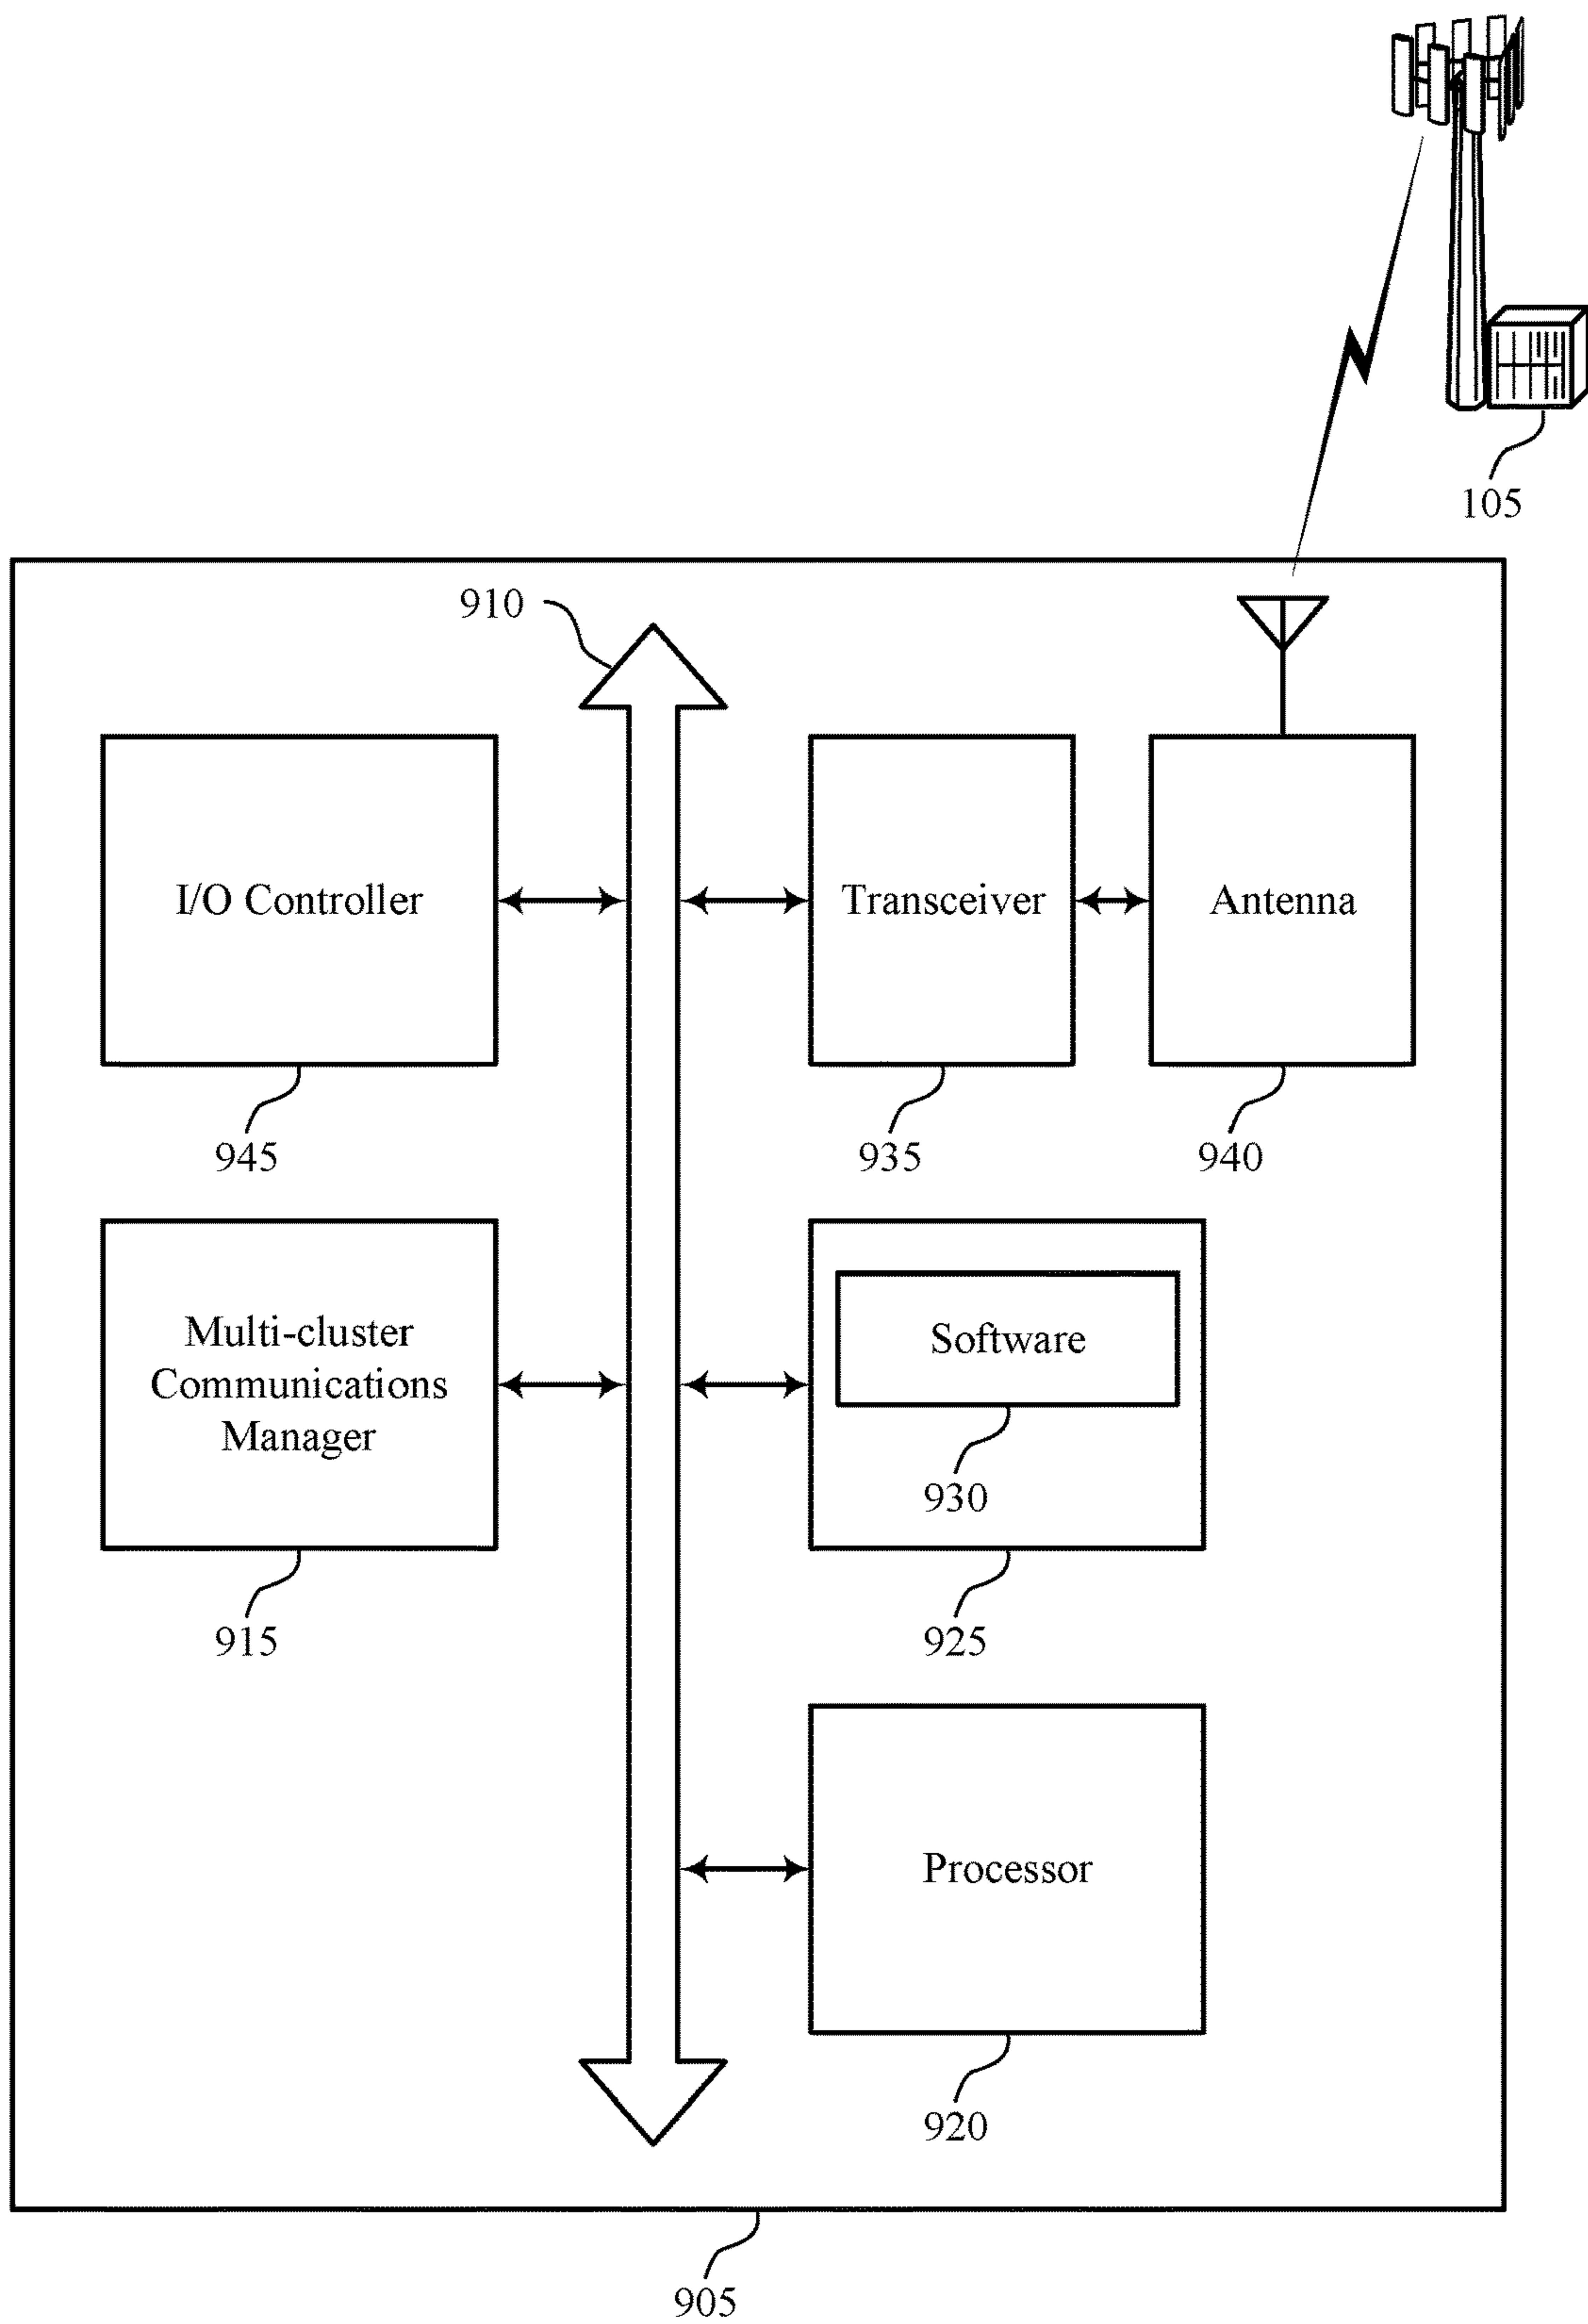 105
910
I/O Controller
Transceiver
Antenna
945
935
940
Multi-cluster
Communications
Manager
Software
930
915
925
Processor
920
905